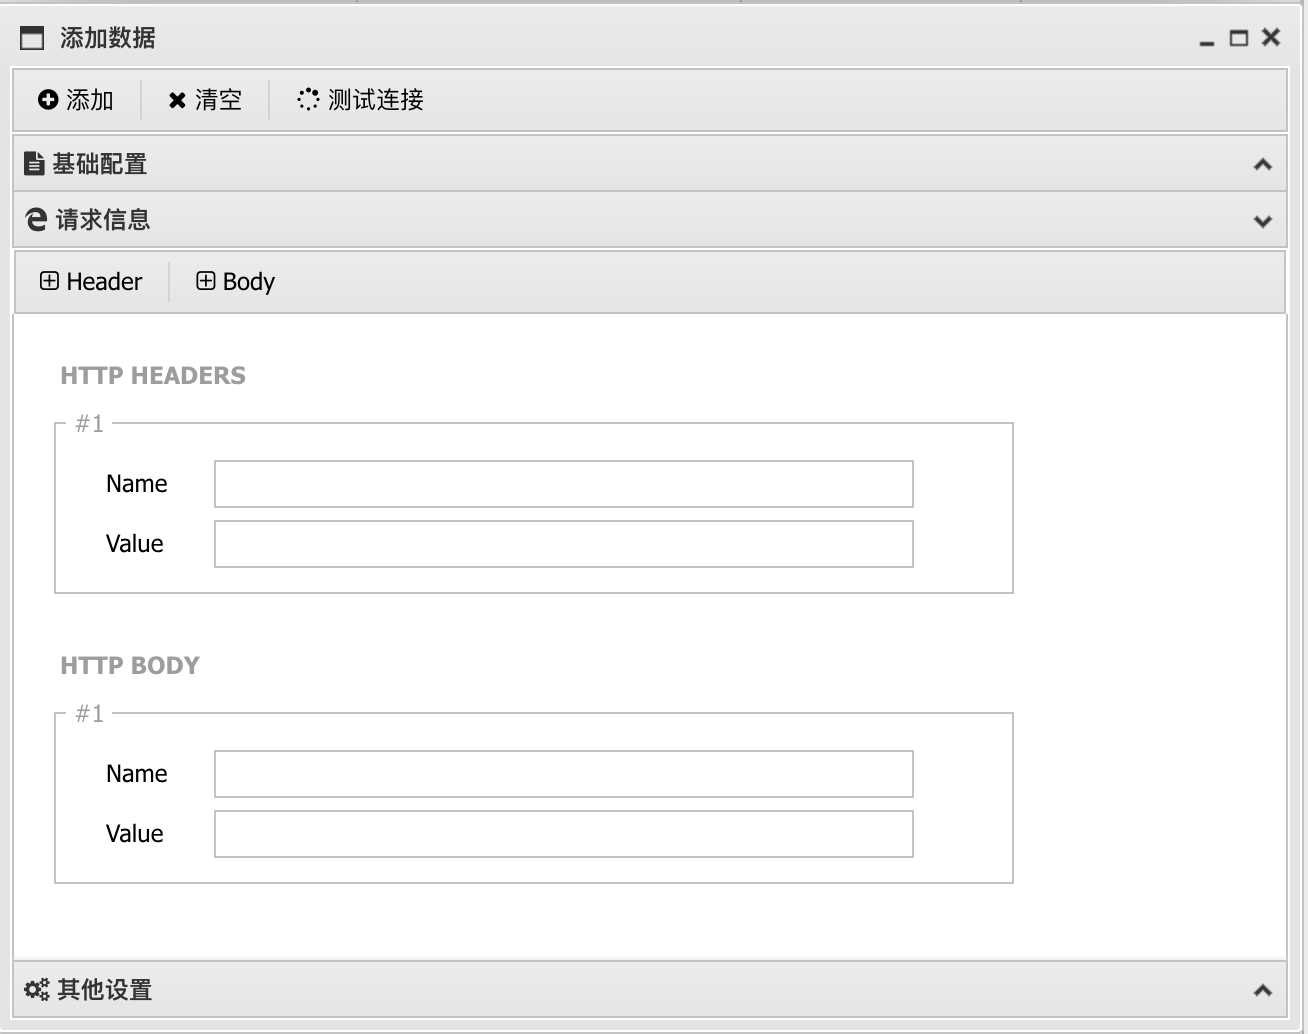 添加数据
添加 清空 测试连接
基础配置
请求信息
Header Body
HTTP HEADERS
#1
Name
Value
HTTP BODY
#1
Name
Value
其他设置